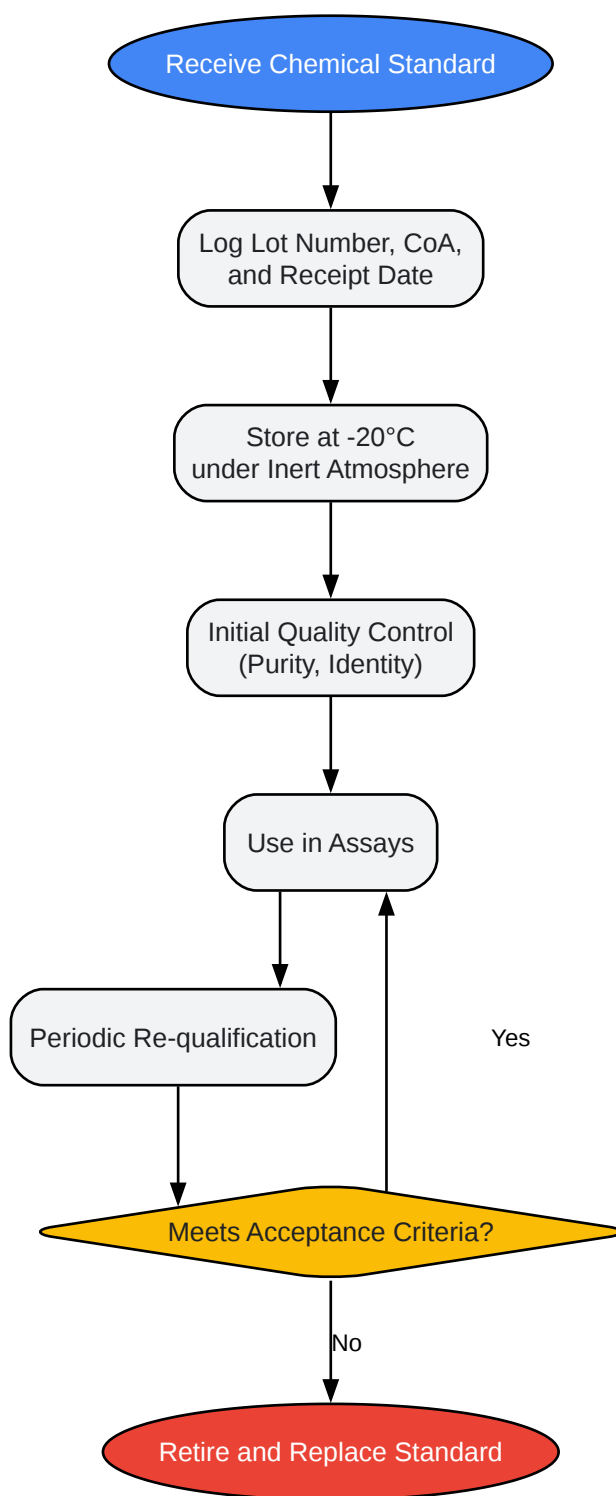 Receive Chemical Standard
Log Lot Number, CoA,
and Receipt Date
Store at -20°C
under Inert Atmosphere
Initial Quality Control
(Purity, Identity)
Use in Assays
Periodic Re-qualification
Yes
Meets Acceptance Criteria?
No
Retire and Replace Standard